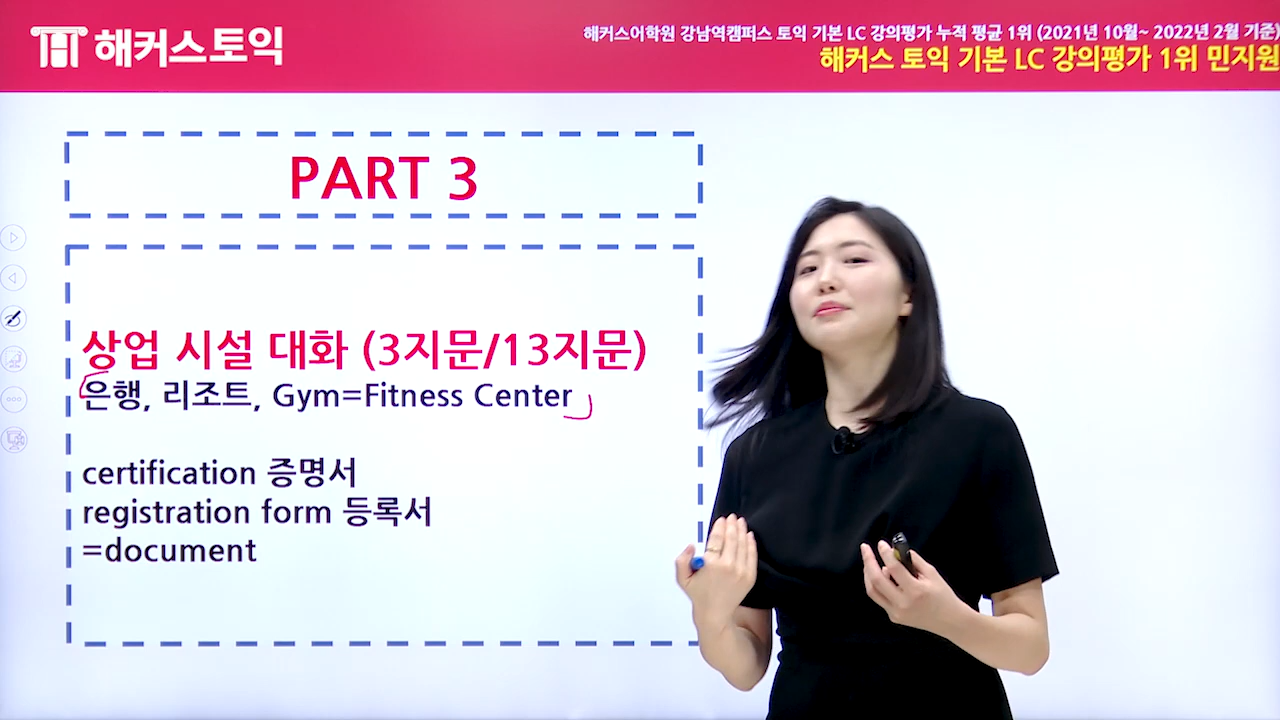 해커스토익
해커스어학원 강남역캠퍼스 토익 기본 LC 강의평가 누적 평균 1위 (2021년 10월~ 2022년 2월 기준)
해커스 토익 기본 LC 강의평가 1위 민지원
PART 3
상업 시설 대화 (3지문/13지문)
은행, 리조트, Gym=Fitness Center
certification 증명서
registration form 등록서
=document